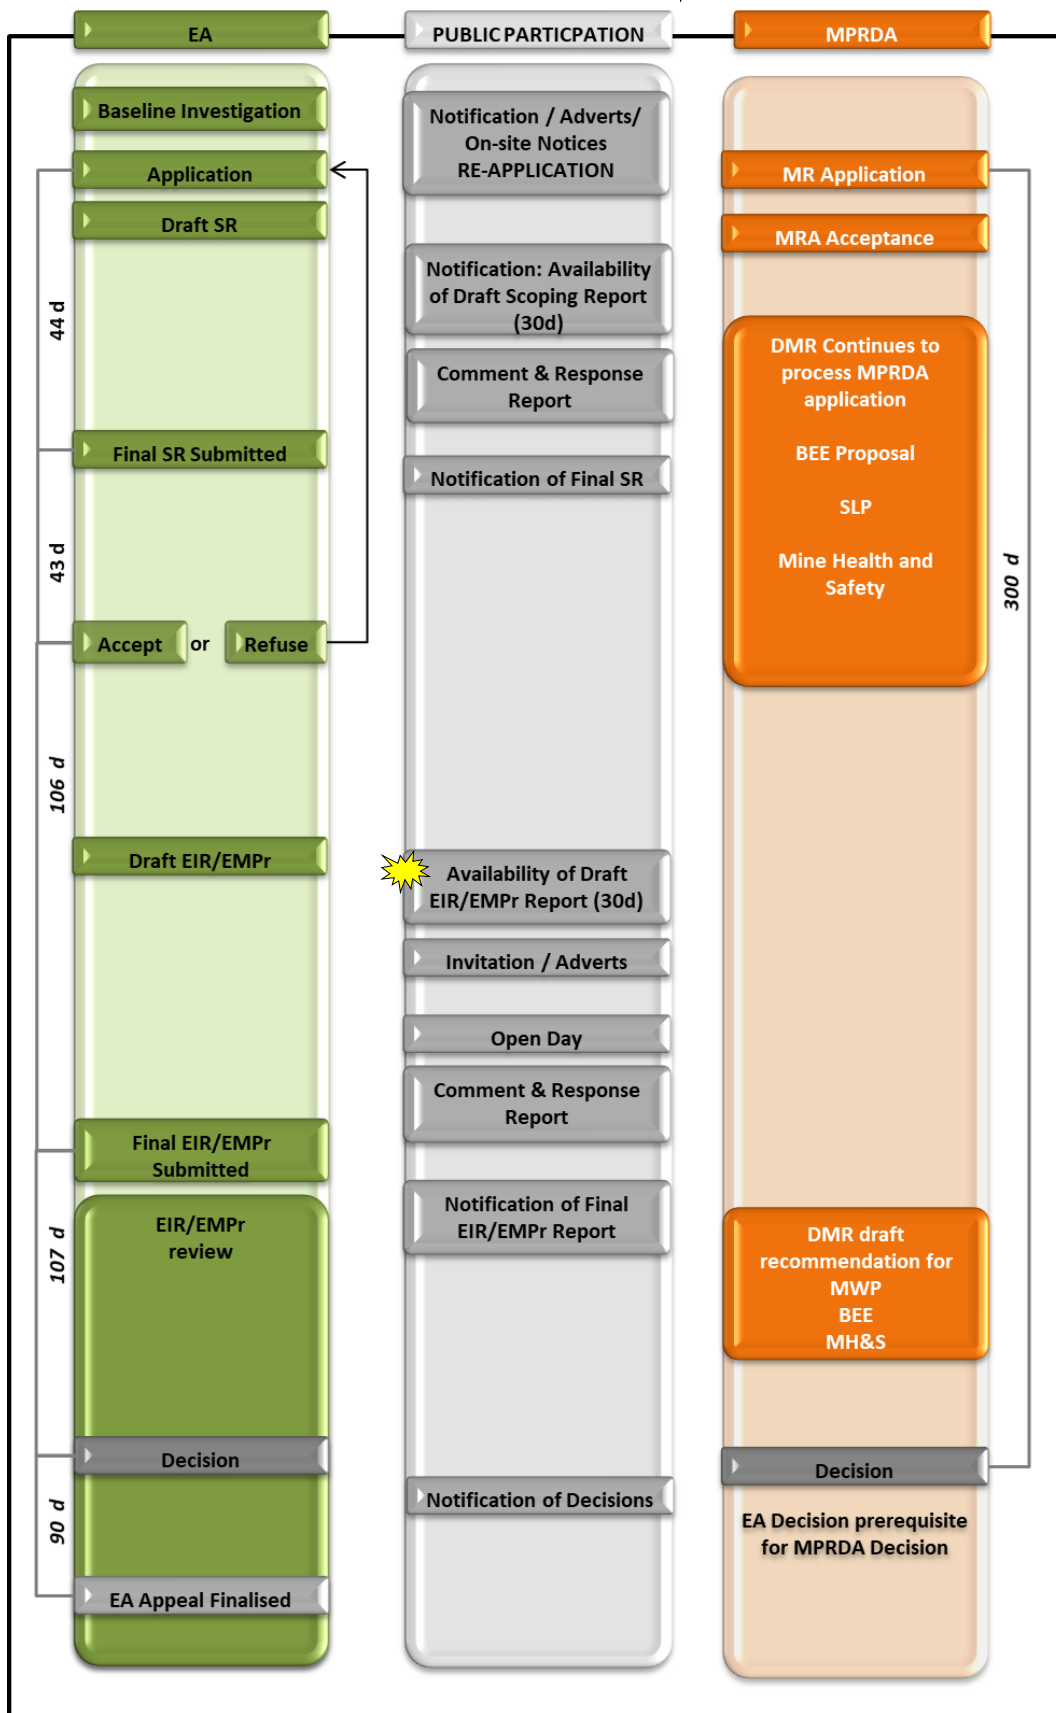 EA
PUBLIC PARTICPATION
MPRDA
Baseline Investigation
Application
Draft SR
44 d
Final SR Submitted
43 d
Accept
or
Refuse
106 d
Draft EIR/EMPr
Final EIR/EMPr
Submitted
EIR/EMPr
review
107 d
Decision
90 d
EA Appeal Finalised
Notification / Adverts/
On-site Notices
RE-APPLICATION
Notification: Availability
of Draft Scoping Report
(30d)
Comment & Response
Report
Notification of Final SR
Availability of Draft
EIR/EMPr Report (30d)
Invitation / Adverts
Open Day
Comment & Response
Report
Notification of Final
EIR/EMPr Report
Notification of Decisions
MR Application
MRA Acceptance
DMR Continues to
process MPRDA
application
BEE Proposal
SLP
Mine Health and
Safety
300 d
DMR draft
recommendation for
MWP
BEE
MH&S
Decision
EA Decision prerequisite
for MPRDA Decision